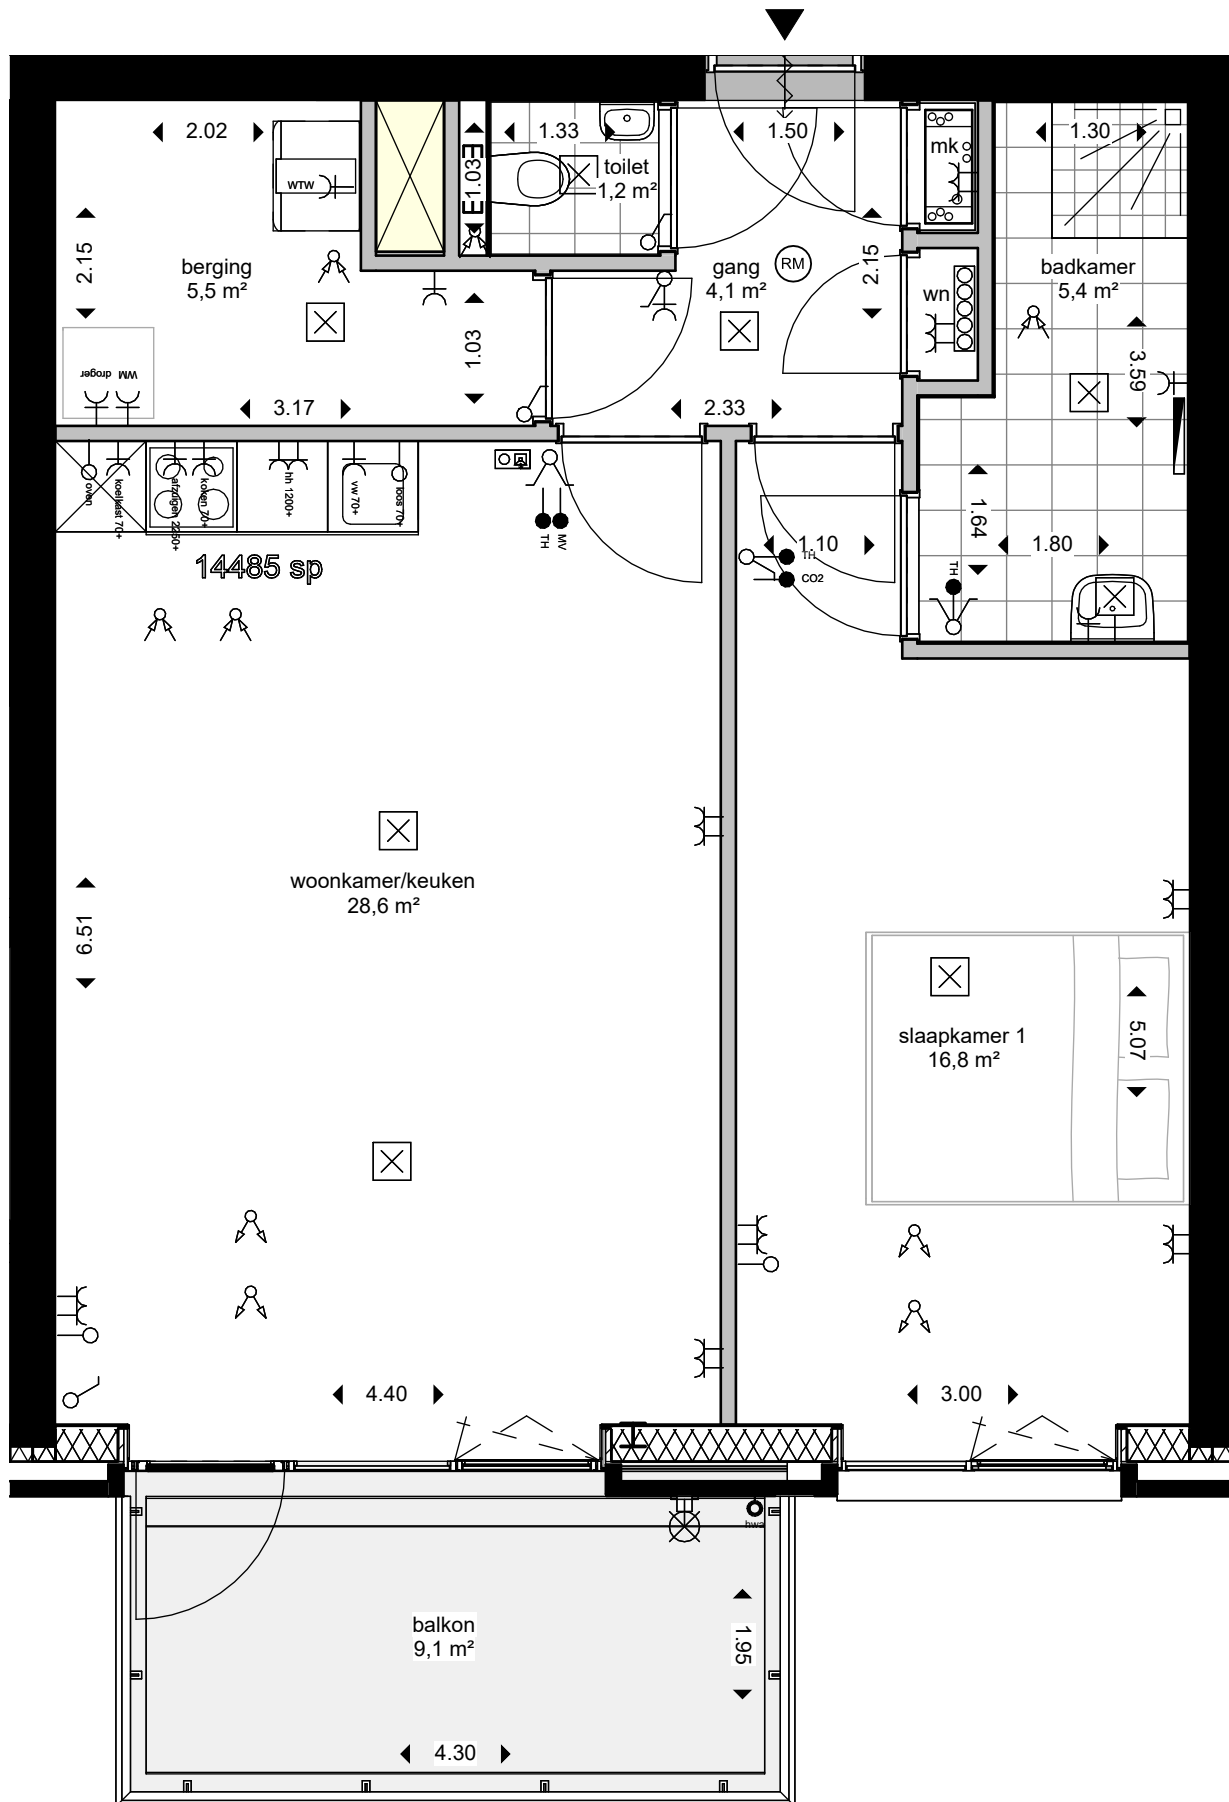 2.02
1.33
1.50
1.30
mk
WTW
1.03
toilet
1,2 m²
2.15
berging
5,5 m²
gang
4,1 m²
RM
2.15
badkamer
5,4 m²
wn
1.03
3.59
WM
droger
3.17
2.33
oven
koelkast 70+
afzuigen 2250+
koken 70+
hh 1200+
vw 70+
loos 70+
14485 sp
TH
MV
1.10
TH
CO2
1.64
1.80
TH
woonkamer/keuken
28,6 m²
6.51
slaapkamer 1
16,8 m²
5.07
4.40
3.00
hwa
balkon
9,1 m²
1.95
4.30